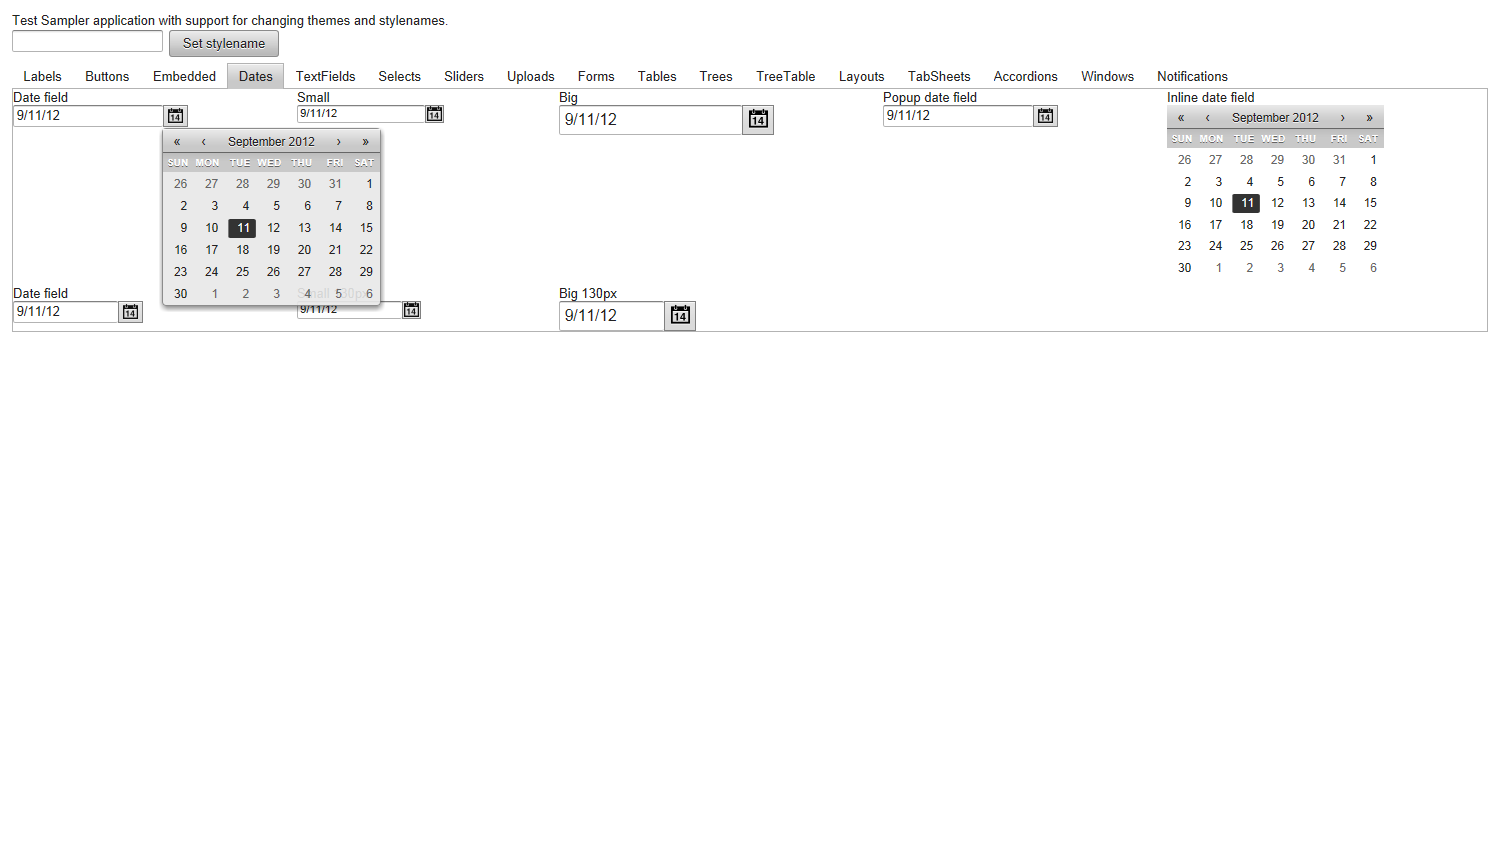 Test Sampler application with support for changing themes and stylenames.
Set stylename
Labels Buttons Embedded Dates TextFields Selects Sliders Uploads Forms Tables Trees TreeTable Layouts TabSheets Accordions Windows Notifications
Date field Small Big Popup date field Inline date field
9/11/12 14 9/11/12 14 9/11/12 14 9/11/12 14
« ‹ September 2012 › »
SUN MON TUE WED THU FRI SAT
26 27 28 29 30 31 1
2 3 4 5 6 7 8
9 10 11 12 13 14 15
16 17 18 19 20 21 22
23 24 25 26 27 28 29
30 1 2 3 4 5 6
« ‹ September 2012 › »
SUN MON TUE WED THU FRI SAT
26 27 28 29 30 31 1
2 3 4 5 6 7 8
9 10 11 12 13 14 15
16 17 18 19 20 21 22
23 24 25 26 27 28 29
30 1 2 3 4 5 6
Date field Small 130px Big 130px
9/11/12 14 9/11/12 14 9/11/12 14